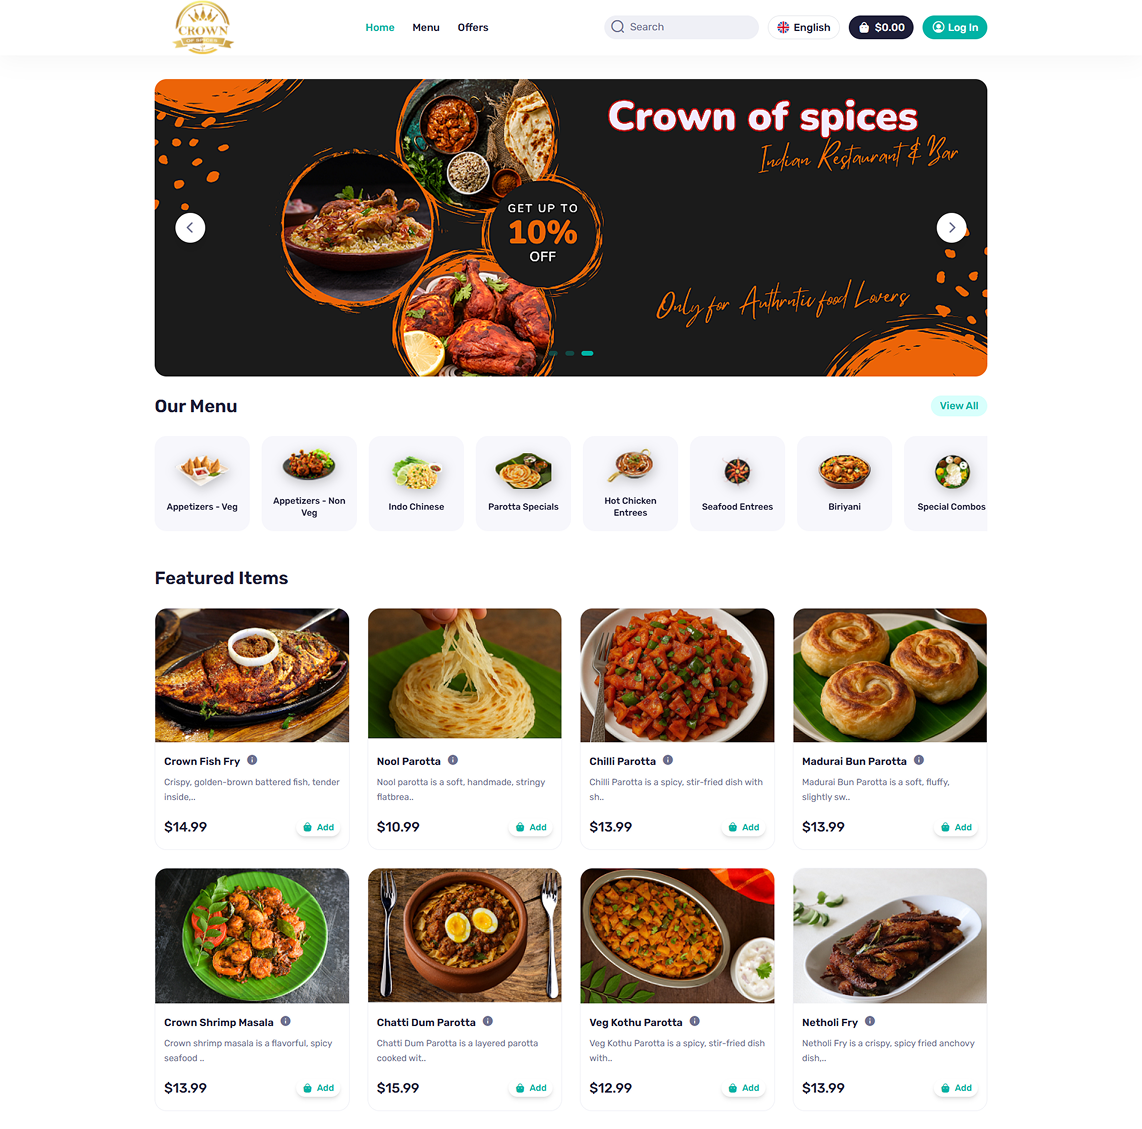 CROWN
OF SPICES
Home
Menu
Offers
Search
English
$0.00
Log In
Crown of spices
Indian Restaurant & Bar
GET UP TO
10%
OFF
Only for Authrntic food Lovers
Our Menu
View All
Appetizers - Veg
Appetizers - Non
Veg
Indo Chinese
Parotta Specials
Hot Chicken
Entrees
Seafood Entrees
Biriyani
Special Combos
Featured Items
Crown Fish Fry
Crispy, golden-brown battered fish, tender
inside,..
$14.99
Add
Nool Parotta
Nool parotta is a soft, handmade, stringy
flatbrea..
$10.99
Add
Chilli Parotta
Chilli Parotta is a spicy, stir-fried dish with
sh..
$13.99
Add
Madurai Bun Parotta
Madurai Bun Parotta is a soft, fluffy,
slightly sw..
$13.99
Add
Crown Shrimp Masala
Crown shrimp masala is a flavorful, spicy
seafood ..
$13.99
Add
Chatti Dum Parotta
Chatti Dum Parotta is a layered parotta
cooked wit..
$15.99
Add
Veg Kothu Parotta
Veg Kothu Parotta is a spicy, stir-fried dish
with..
$12.99
Add
Netholi Fry
Netholi Fry is a crispy, spicy fried anchovy
dish,..
$13.99
Add